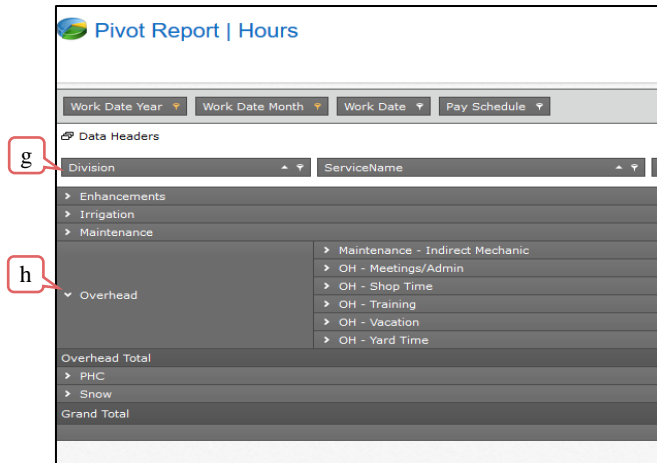 Pivot Report | Hours
Work Date Year Work Date Month Work Date Pay Schedule
Data Headers
g
Division ServiceName
Enhancements
Irrigation
Maintenance
h
Overhead
Maintenance - Indirect Mechanic
OH - Meetings/Admin
OH - Shop Time
OH - Training
OH - Vacation
OH - Yard Time
Overhead Total
PHC
Snow
Grand Total